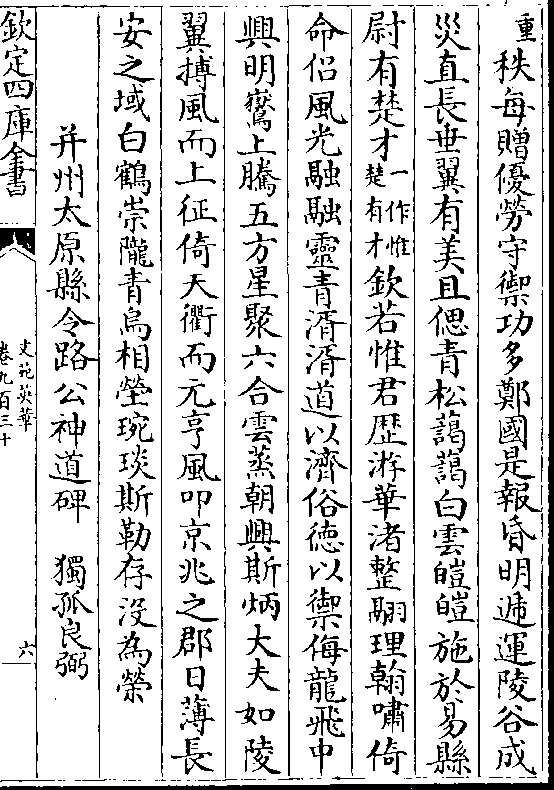 重秩每贈優勞守禦功多鄭國是報昏明遞運陵谷成
災直長垂翼有美且偲青松藹藹白雲皚皚施於易縣
尉有楚才一作惟楚有才欽若惟君歴游華渚整翮理翰嘯倚
命侣風光融融靈青湑湑道以濟俗德以禦侮龍飛中
興明鶱上騰五方星聚六合雲蒸朝興斯炳大夫如陵
翼搏風而上征倚天衢而元亨風叩京兆之郡日薄長
安之域白鶴崇隴青烏相塋琬琰斯勒存没為榮
并州太原縣令路公神道碑　獨孤良弼
欽定四庫全書
文苑英華
卷九百三十
六